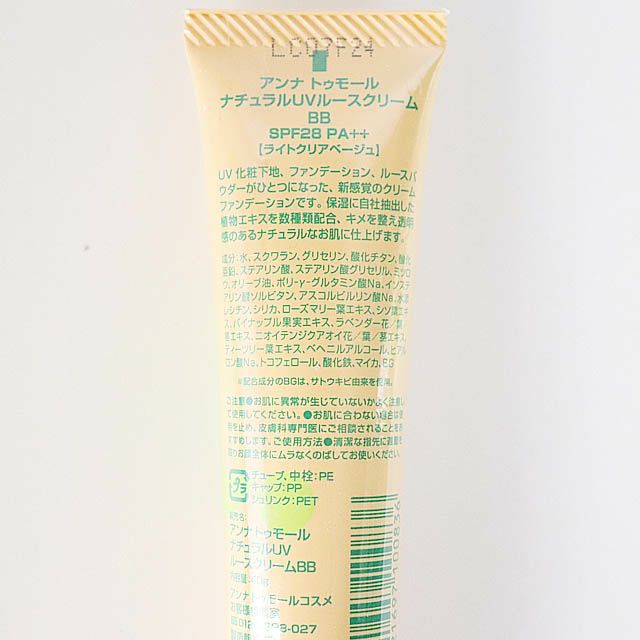 LC07F24
アンナ トゥモール
ナチュラルUVルースクリーム
BB
SPF28 PA++
【ライトクリアベージュ】
UV 化粧下地、ファンデーション、ルースパ
ウダーがひとつになった、新感覚のクリーム
ファンデーションです。保湿に自社抽出した
植物エキスを数種類配合、キメを整え透明
感のあるナチュラルなお肌に仕上げます。
成分:水、スクワラン、グリセリン、酸化チタン、酸化
亜鉛、ステアリン酸、ステアリン酸グリセリル、ミツロ
ウ、オリーブ油、ポリ-γ-グルタミン酸Na、イソステ
アリン酸ソルビタン、アスコルビルリン酸Na、水添
レシチン、シリカ、ローズマリー葉エキス、シソ葉エキ
ス、パイナップル果実エキス、ラベンダー花／葉／
茎エキス、ニオイテンジクアオイ花／葉／茎エキス、
ティーツリー葉エキス、ベヘニルアルコール、ヒアル
ロン酸Na、トコフェロール、酸化鉄、マイカ、BG
※配合成分のBGは、サトウキビ由来を使用。
ご注意●お肌に異常が生じていないかよく注意し
て使用してください。●お肌に合わない場合は使
用を止め、皮膚科専門医にご相談されることをお
すすめします。ご使用方法●清潔な指先に適量を
取りお顔全体にムラなくのばしてお使いください。
プラ
チューブ、中栓:PE
キャップ:PP
シュリンク:PET
販売名:
アンナトゥモール
ナチュラルUV
ルースクリームBB
内容量:40g
アンナトゥモールコスメ
お客様相談室
-027